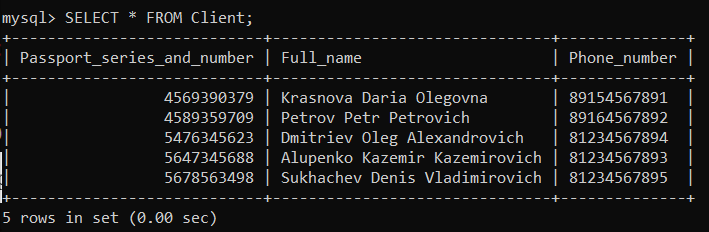 mysql> SELECT * FROM Client;
+----------------------------+-------------------------------+--------------+
| Passport_series_and_number | Full_name                     | Phone_number |
+----------------------------+-------------------------------+--------------+
|                 4569390379 | Krasnova Daria Olegovna       | 89154567891  |
|                 4589359709 | Petrov Petr Petrovich         | 89164567892  |
|                 5476345623 | Dmitriev Oleg Alexandrovich   | 81234567894  |
|                 5647345688 | Alupenko Kazemir Kazemirovich | 81234567893  |
|                 5678563498 | Sukhachev Denis Vladimirovich | 81234567895  |
+----------------------------+-------------------------------+--------------+
5 rows in set (0.00 sec)